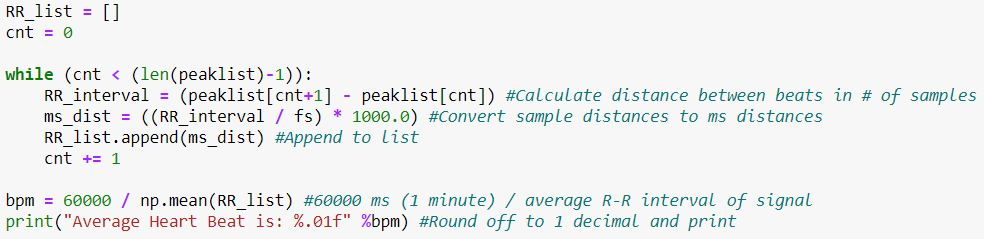 RR_list = []
cnt = 0
while (cnt < (len(peaklist)-1)):
    RR_interval = (peaklist[cnt+1] - peaklist[cnt]) #Calculate distance between beats in # of samples
    ms_dist = ((RR_interval / fs) * 1000.0) #Convert sample distances to ms distances
    RR_list.append(ms_dist) #Append to list
    cnt += 1
bpm = 60000 / np.mean(RR_list) #60000 ms (1 minute) / average R-R interval of signal
print("Average Heart Beat is: %.01f" %bpm) #Round off to 1 decimal and print